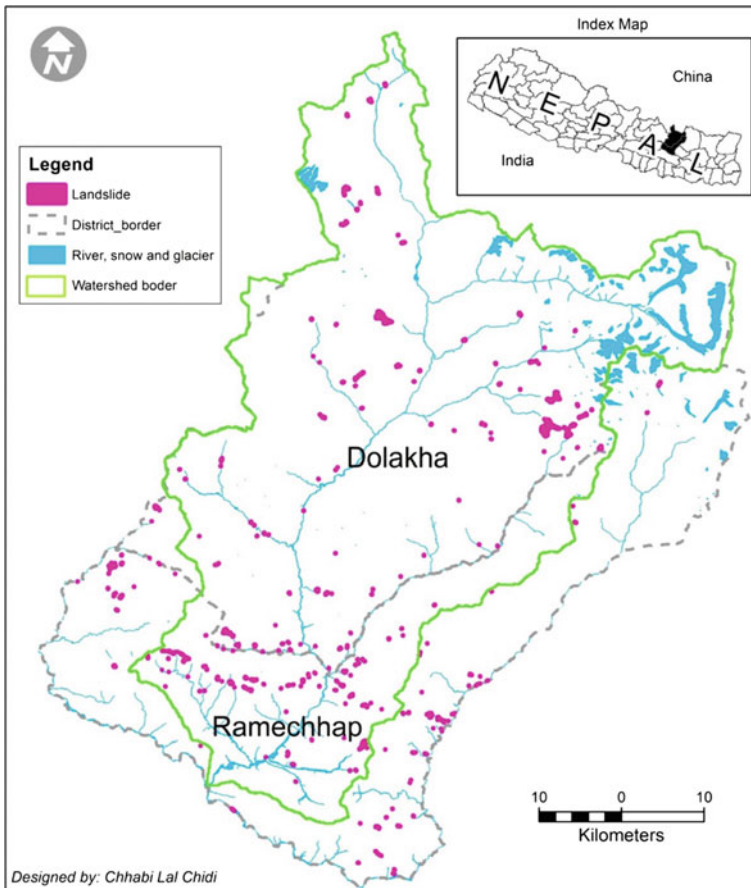 Index Map
China
NEPAL
India
N
Legend
Landslide
District_border
River, snow and glacier
Watershed boder
Dolakha
Ramechhap
10 0 10
Kilometers
Designed by: Chhabi Lal Chidi